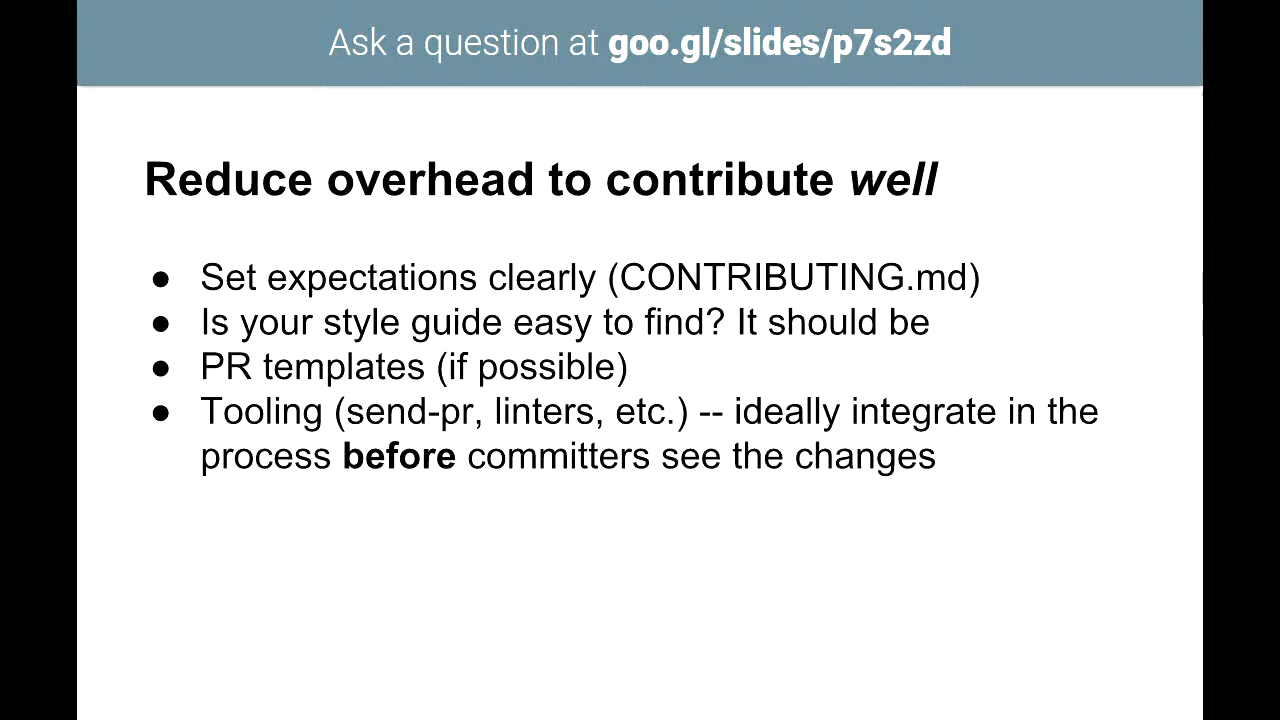 Ask a question at goo.gl/slides/p7s2zd
Reduce overhead to contribute well
● Set expectations clearly (CONTRIBUTING.md)
● Is your style guide easy to find? It should be
● PR templates (if possible)
● Tooling (send-pr, linters, etc.) -- ideally integrate in the
process before committers see the changes